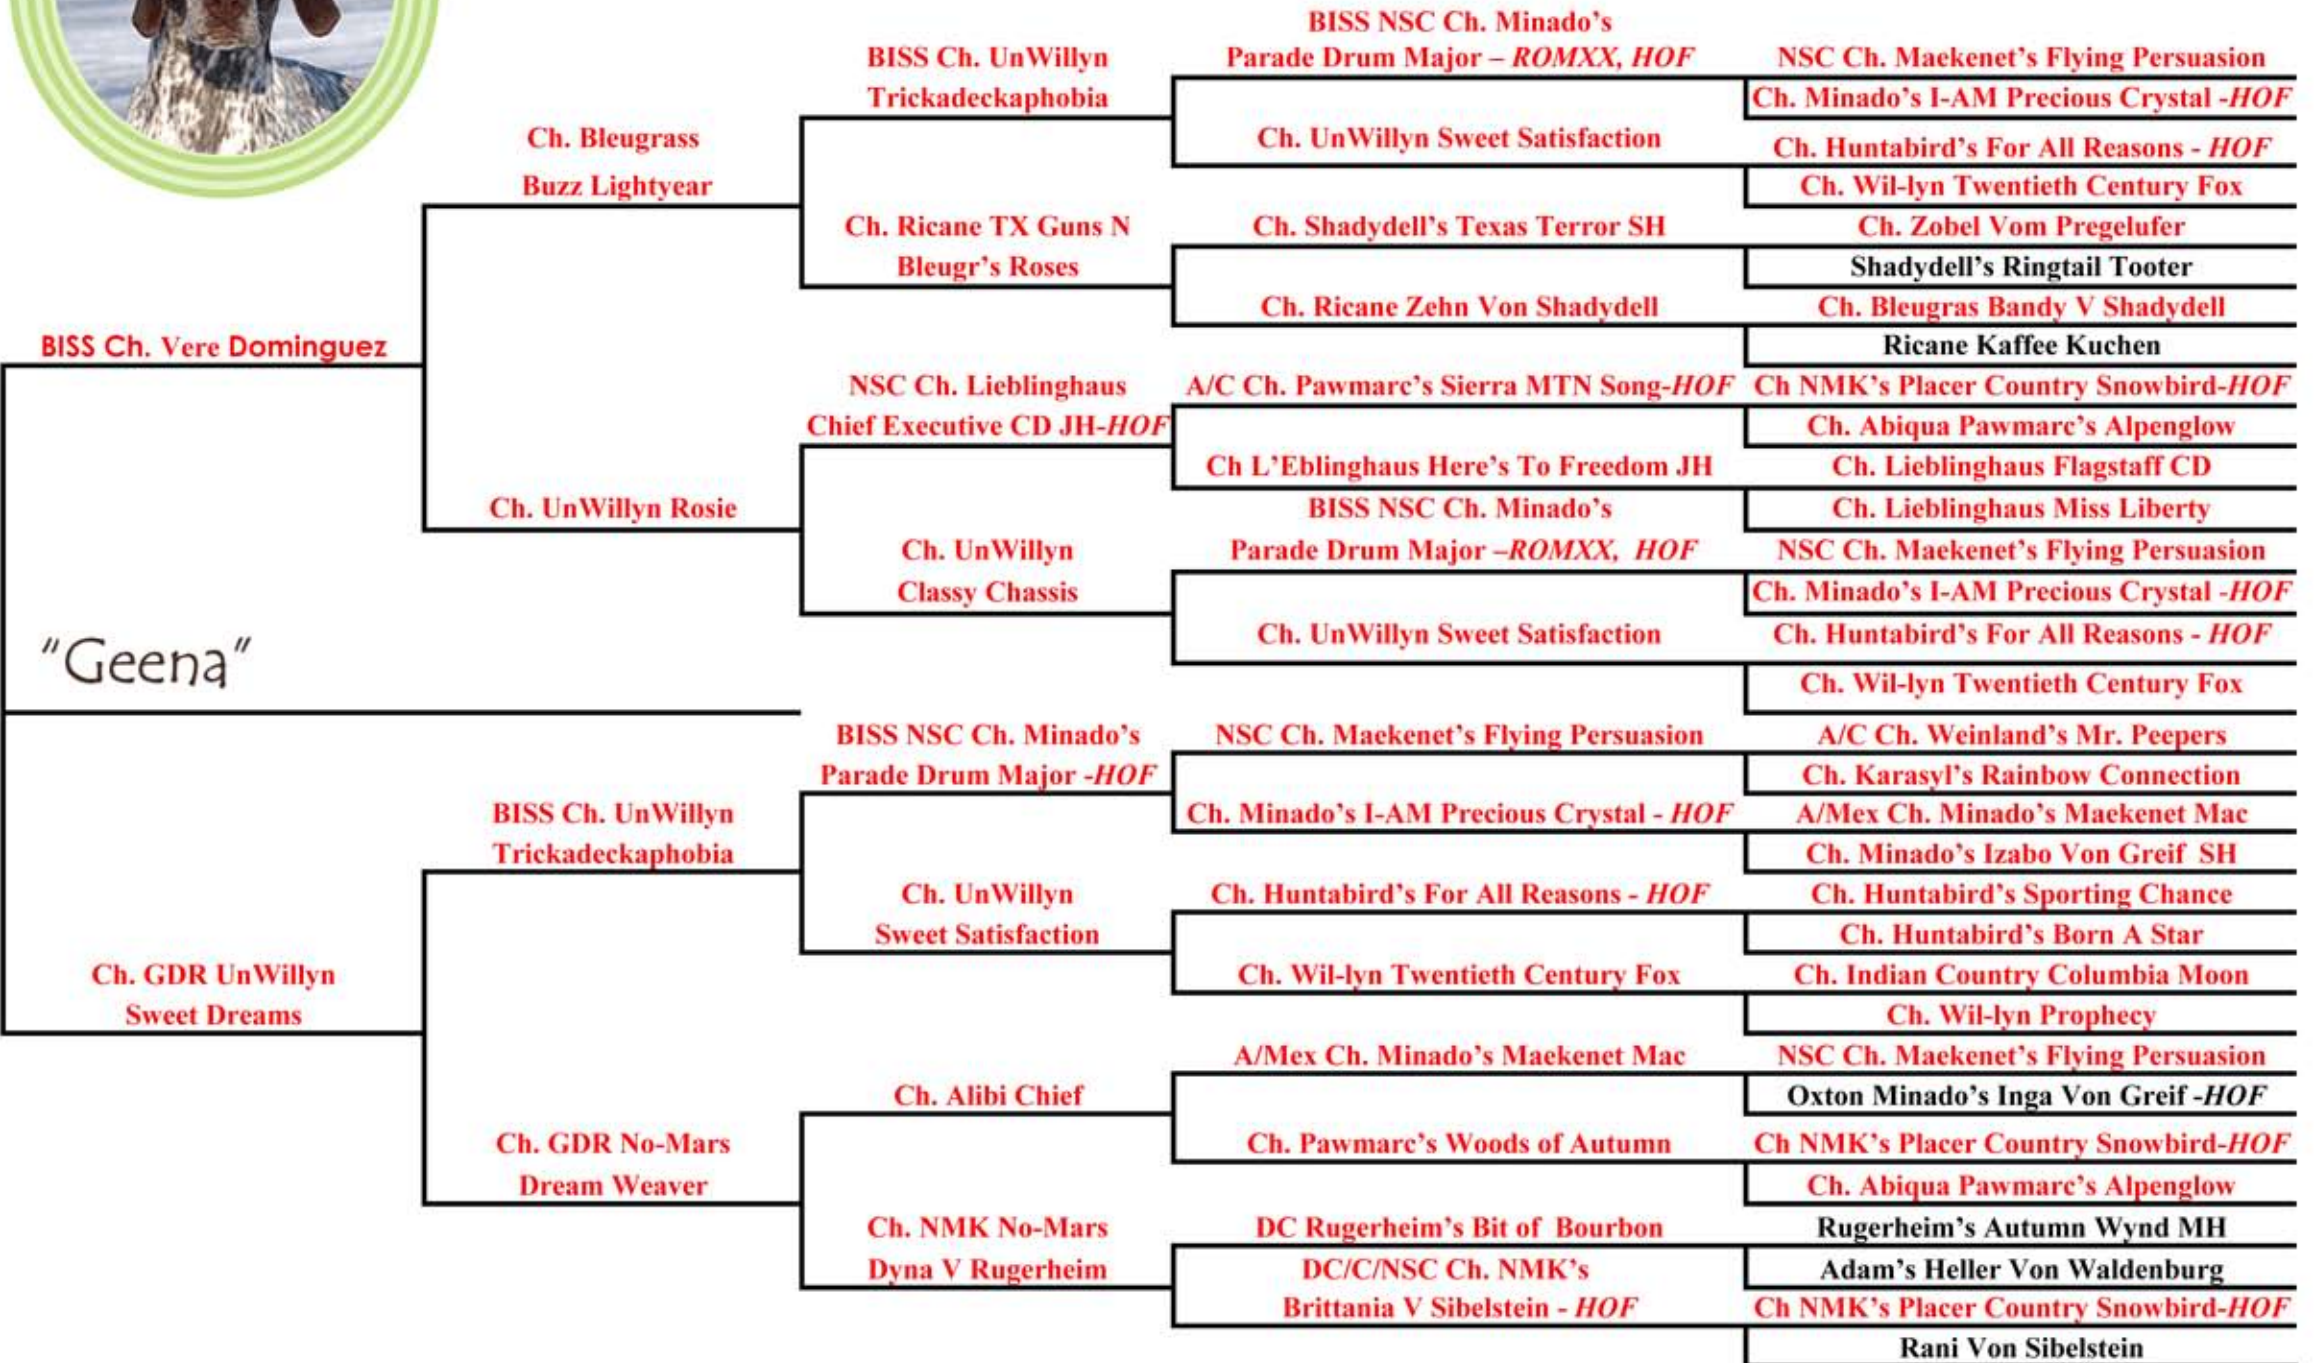 BISS Ch. Vere Dominguez
"Geena"
Ch. GDR UnWillyn
Sweet Dreams
Ch. Bleugrass
Buzz Lightyear
Ch. UnWillyn Rosie
BISS Ch. UnWillyn
Trickadeckaphobia
Ch. GDR No-Mars
Dream Weaver
BISS Ch. UnWillyn
Trickadeckaphobia
Ch. Ricane TX Guns N
Bleugr’s Roses
NSC Ch. Lieblinghaus
Chief Executive CD JH-HOF
Ch. UnWillyn
Classy Chassis
BISS NSC Ch. Minado’s
Parade Drum Major -HOF
Ch. UnWillyn
Sweet Satisfaction
Ch. Alibi Chief
Ch. NMK No-Mars
Dyna V Rugerheim
BISS NSC Ch. Minado’s
Parade Drum Major – ROMXX, HOF
Ch. UnWillyn Sweet Satisfaction
Ch. Shadydell’s Texas Terror SH
Ch. Ricane Zehn Von Shadydell
A/C Ch. Pawmarc’s Sierra MTN Song-HOF
Ch L’Eblinghaus Here’s To Freedom JH
BISS NSC Ch. Minado’s
Parade Drum Major –ROMXX, HOF
Ch. UnWillyn Sweet Satisfaction
NSC Ch. Maekenet’s Flying Persuasion
Ch. Minado’s I-AM Precious Crystal - HOF
Ch. Huntabird’s For All Reasons - HOF
Ch. Wil-lyn Twentieth Century Fox
A/Mex Ch. Minado’s Maekenet Mac
Ch. Pawmarc’s Woods of Autumn
DC Rugerheim’s Bit of Bourbon
DC/C/NSC Ch. NMK’s
Brittania V Sibelstein - HOF
NSC Ch. Maekenet’s Flying Persuasion
Ch. Minado’s I-AM Precious Crystal -HOF
Ch. Huntabird’s For All Reasons - HOF
Ch. Wil-lyn Twentieth Century Fox
Ch. Zobel Vom Pregelufer
Shadydell’s Ringtail Tooter
Ch. Bleugras Bandy V Shadydell
Ricane Kaffee Kuchen
Ch NMK’s Placer Country Snowbird-HOF
Ch. Abiqua Pawmarc’s Alpenglow
Ch. Lieblinghaus Flagstaff CD
Ch. Lieblinghaus Miss Liberty
NSC Ch. Maekenet’s Flying Persuasion
Ch. Minado’s I-AM Precious Crystal -HOF
Ch. Huntabird’s For All Reasons - HOF
Ch. Wil-lyn Twentieth Century Fox
A/C Ch. Weinland’s Mr. Peepers
Ch. Karasyl’s Rainbow Connection
A/Mex Ch. Minado’s Maekenet Mac
Ch. Minado’s Izabo Von Greif SH
Ch. Huntabird’s Sporting Chance
Ch. Huntabird’s Born A Star
Ch. Indian Country Columbia Moon
Ch. Wil-lyn Prophecy
NSC Ch. Maekenet’s Flying Persuasion
Oxton Minado’s Inga Von Greif -HOF
Ch NMK’s Placer Country Snowbird-HOF
Ch. Abiqua Pawmarc’s Alpenglow
Rugerheim’s Autumn Wynd MH
Adam’s Heller Von Waldenburg
Ch NMK’s Placer Country Snowbird-HOF
Rani Von Sibelstein